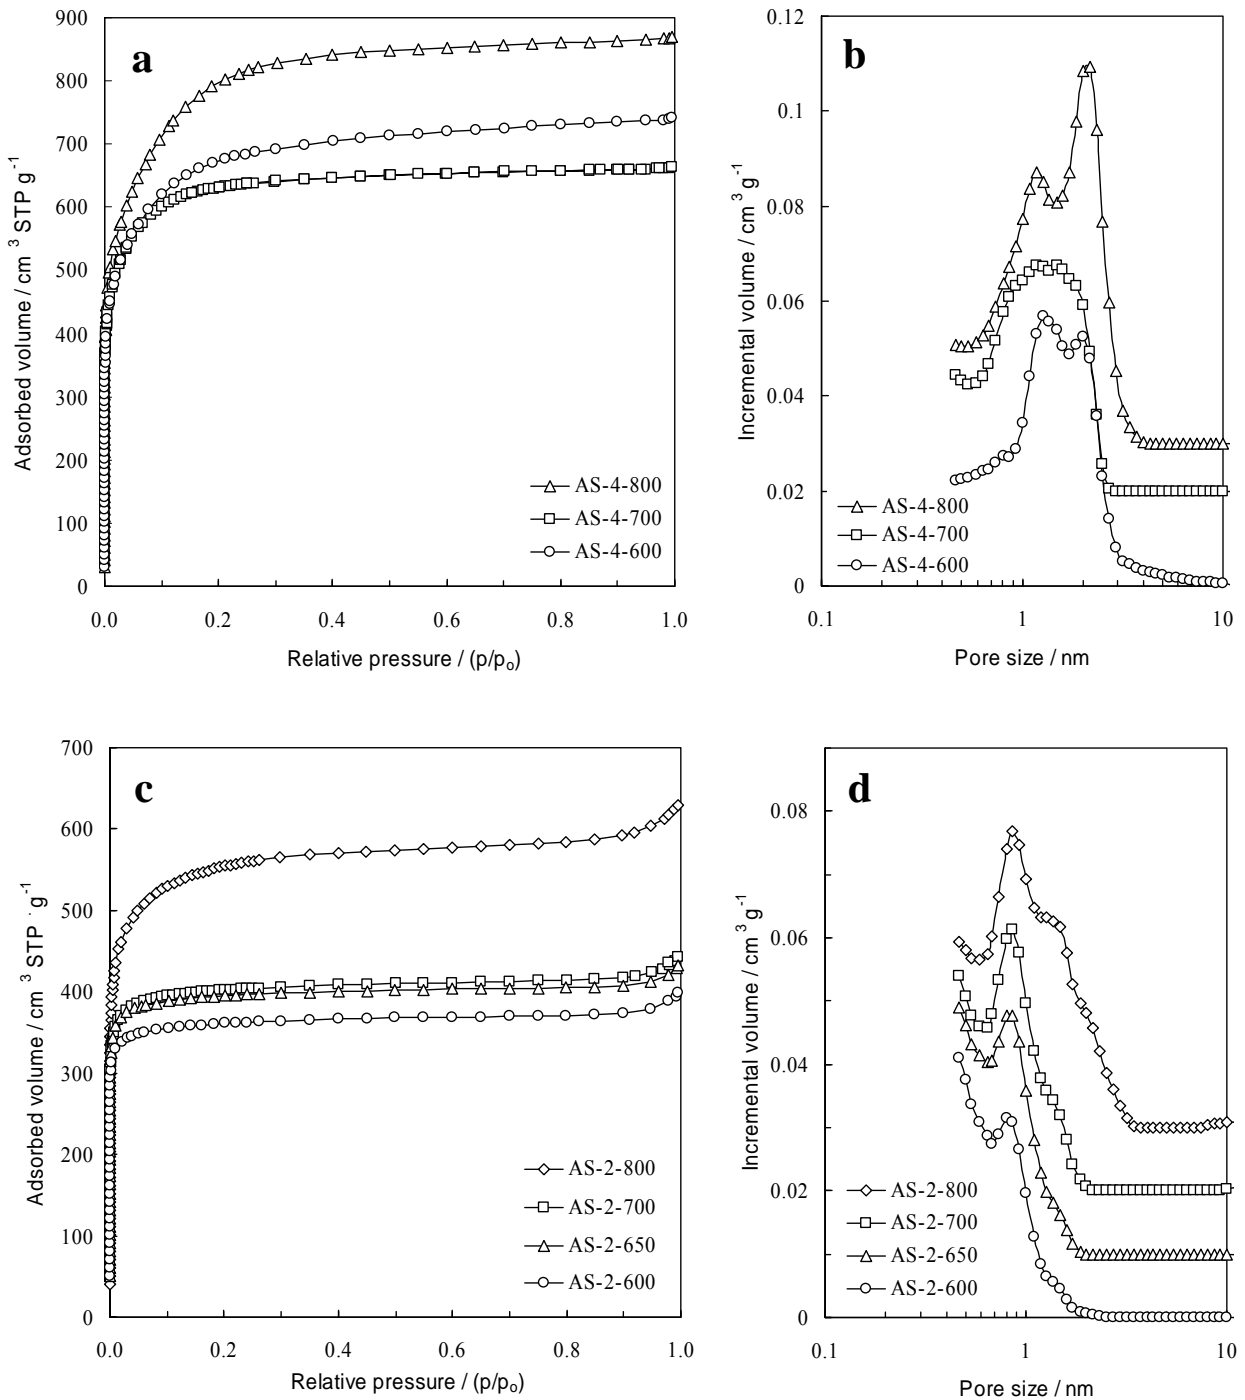 a
Adsorbed volume / cm 3 STP g-1
900
800
700
600
500
400
300
200
100
0
0.0 0.2 0.4 0.6 0.8 1.0
Relative pressure / (p/po)
AS-4-800
AS-4-700
AS-4-600
b
Incremental volume / cm3 g-1
0.12
0.1
0.08
0.06
0.04
0.02
0
0.1 1 10
Pore size / nm
AS-4-800
AS-4-700
AS-4-600
c
Adsorbed volume / cm 3 STP · g-1
700
600
500
400
300
200
100
0
0.0 0.2 0.4 0.6 0.8 1.0
Relative pressure / (p/po)
AS-2-800
AS-2-700
AS-2-650
AS-2-600
d
Incremental volume / cm3 g-1
0.08
0.06
0.04
0.02
0
0.1 1 10
Pore size / nm
AS-2-800
AS-2-700
AS-2-650
AS-2-600